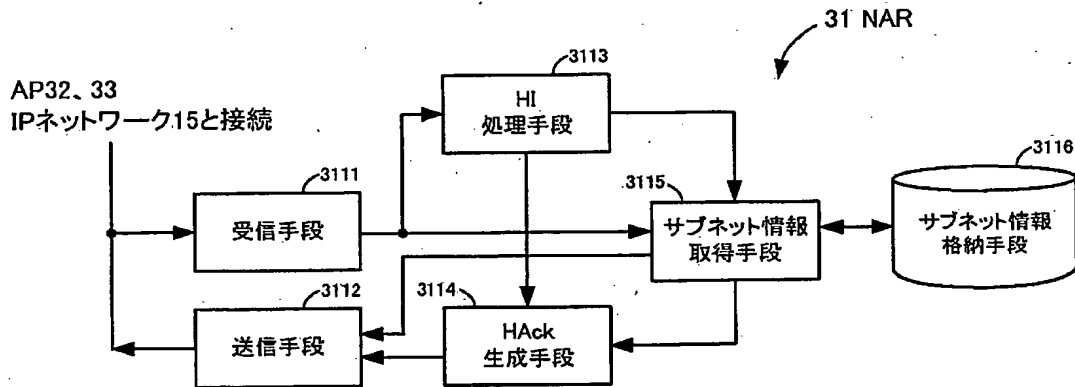 31 NAR
AP32、33
IPネットワーク15と接続
3113
HI
処理手段
3116
サブネット情報
格納手段
3111
受信手段
3115
サブネット情報
取得手段
3112
送信手段
3114
HAck
生成手段